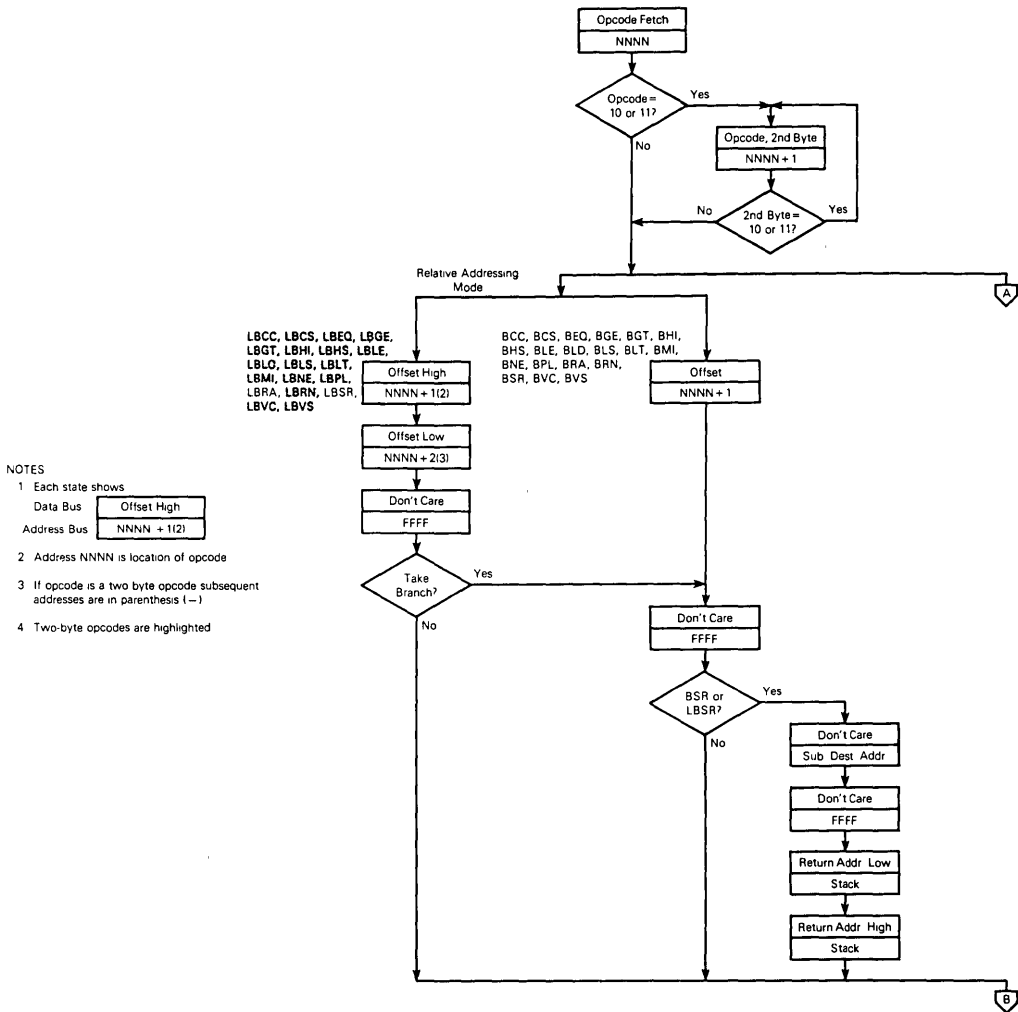 Opcode Fetch
NNNN
Opcode =
10 or 11?
Yes
No
Opcode, 2nd Byte
NNNN + 1
2nd Byte =
10 or 11?
No
Yes
Relative Addressing
Mode
A
LBCC, LBCS, LBEQ, LBGE,
LBGT, LBHI, LBHS, LBLE,
LBLO, LBLS, LBLT,
LBMI, LBNE, LBPL,
LBRA, LBRN, LBSR,
LBVC, LBVS
Offset High
NNNN + 1(2)
Offset Low
NNNN + 2(3)
Don't Care
FFFF
Take
Branch?
Yes
No
BCC, BCS, BEQ, BGE, BGT, BHI,
BHS, BLE, BLD, BLS, BLT, BMI,
BNE, BPL, BRA, BRN,
BSR, BVC, BVS
Offset
NNNN + 1
Don't Care
FFFF
BSR or
LBSR?
Yes
No
Don't Care
Sub Dest Addr
Don't Care
FFFF
Return Addr Low
Stack
Return Addr High
Stack
B
NOTES
1 Each state shows
Data Bus Offset High
Address Bus NNNN + 1(2)
2 Address NNNN is location of opcode
3 If opcode is a two byte opcode subsequent
addresses are in parenthesis (—)
4 Two-byte opcodes are highlighted